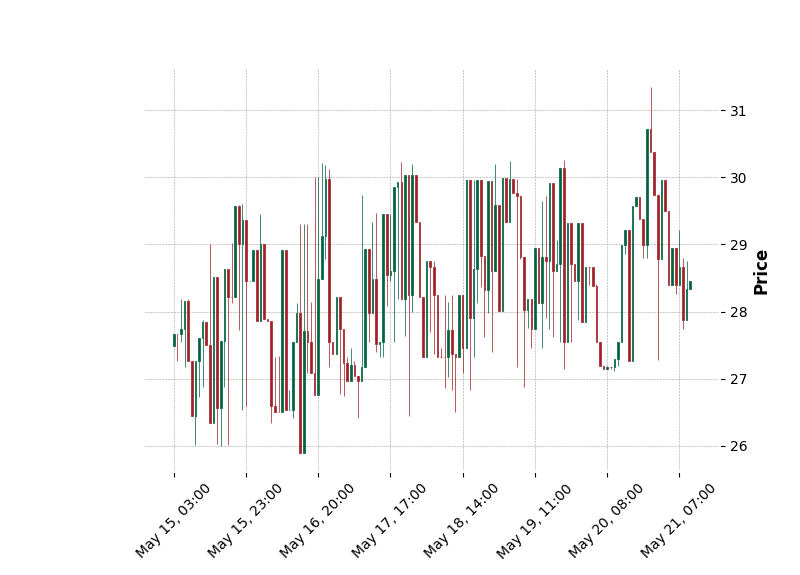 31
30
29
28
27
26
Price
May 15, 03:00
May 15, 23:00
May 16, 20:00
May 17, 17:00
May 18, 14:00
May 19, 11:00
May 20, 08:00
May 21, 07:00